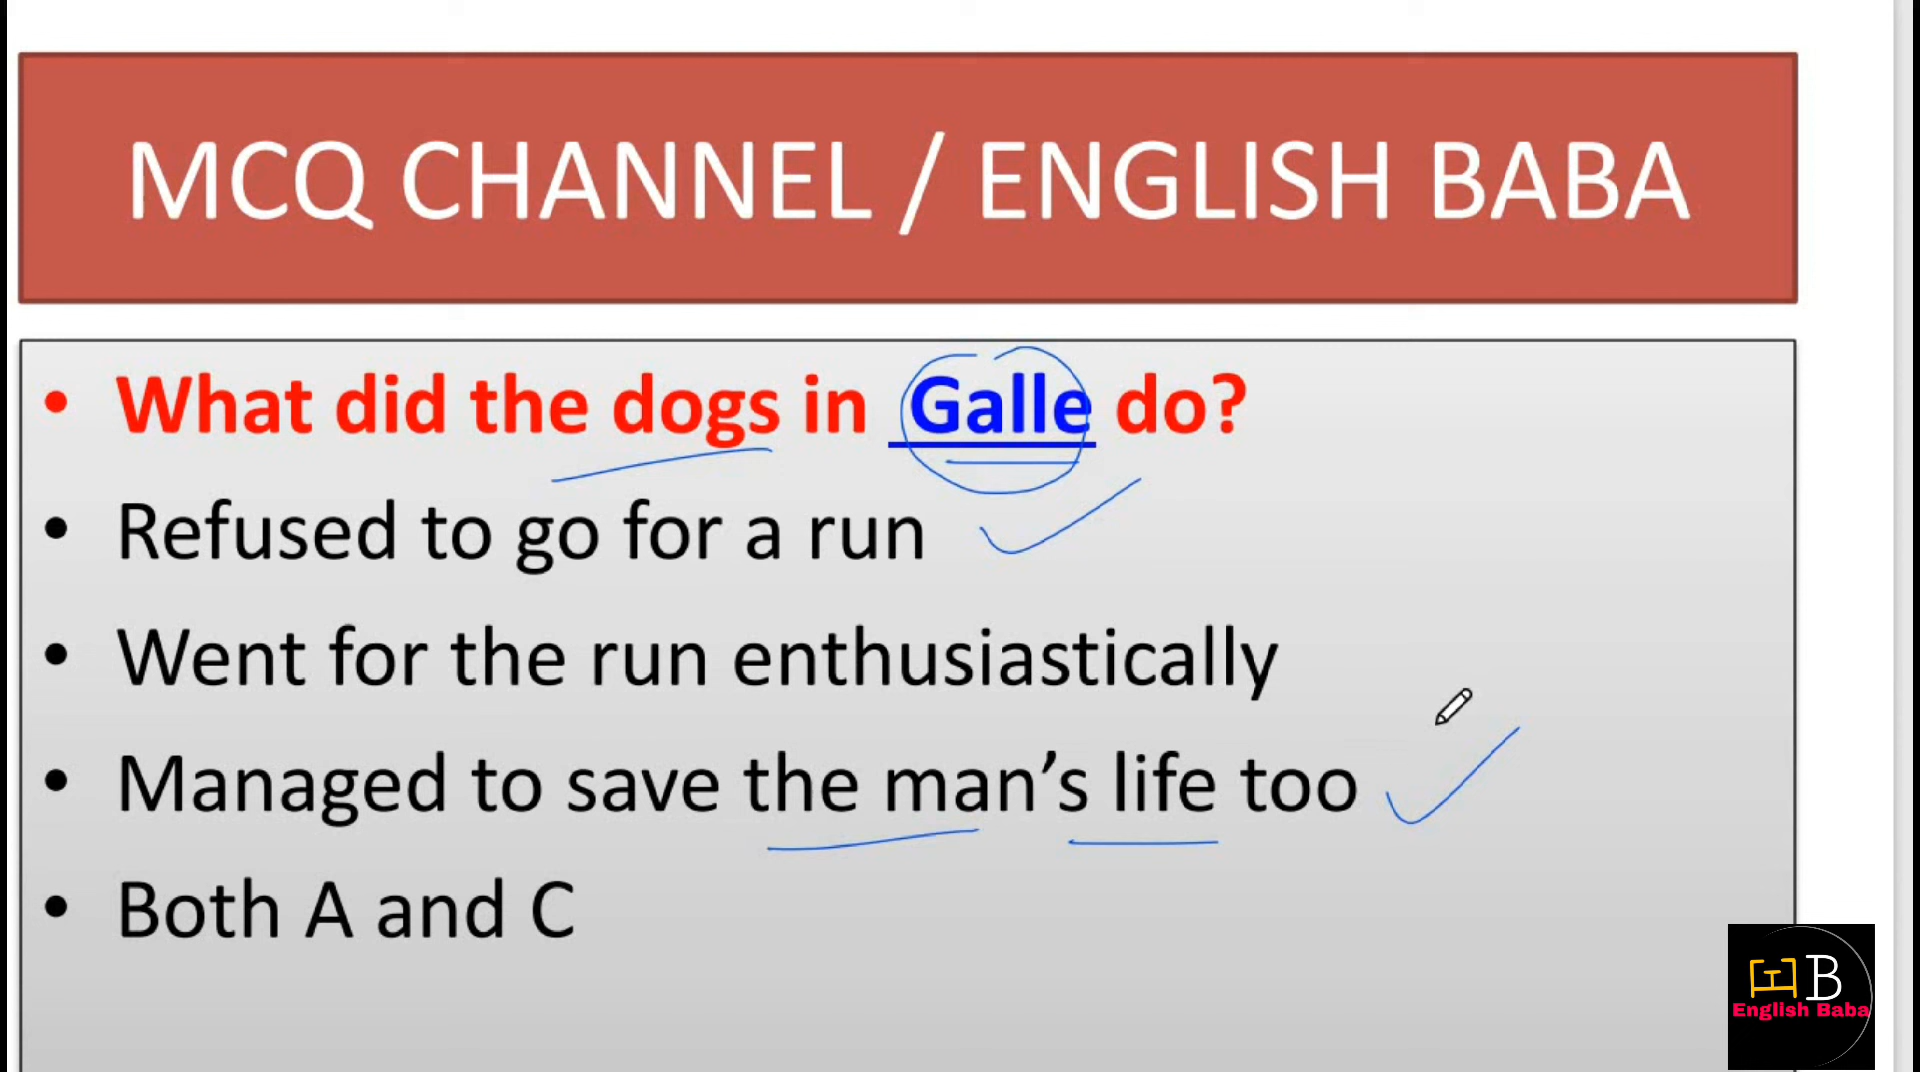 MCQ CHANNEL / ENGLISH BABA
• What did the dogs in Galle do?
• Refused to go for a run
• Went for the run enthusiastically
• Managed to save the man’s life too
• Both A and C
B
English Baba